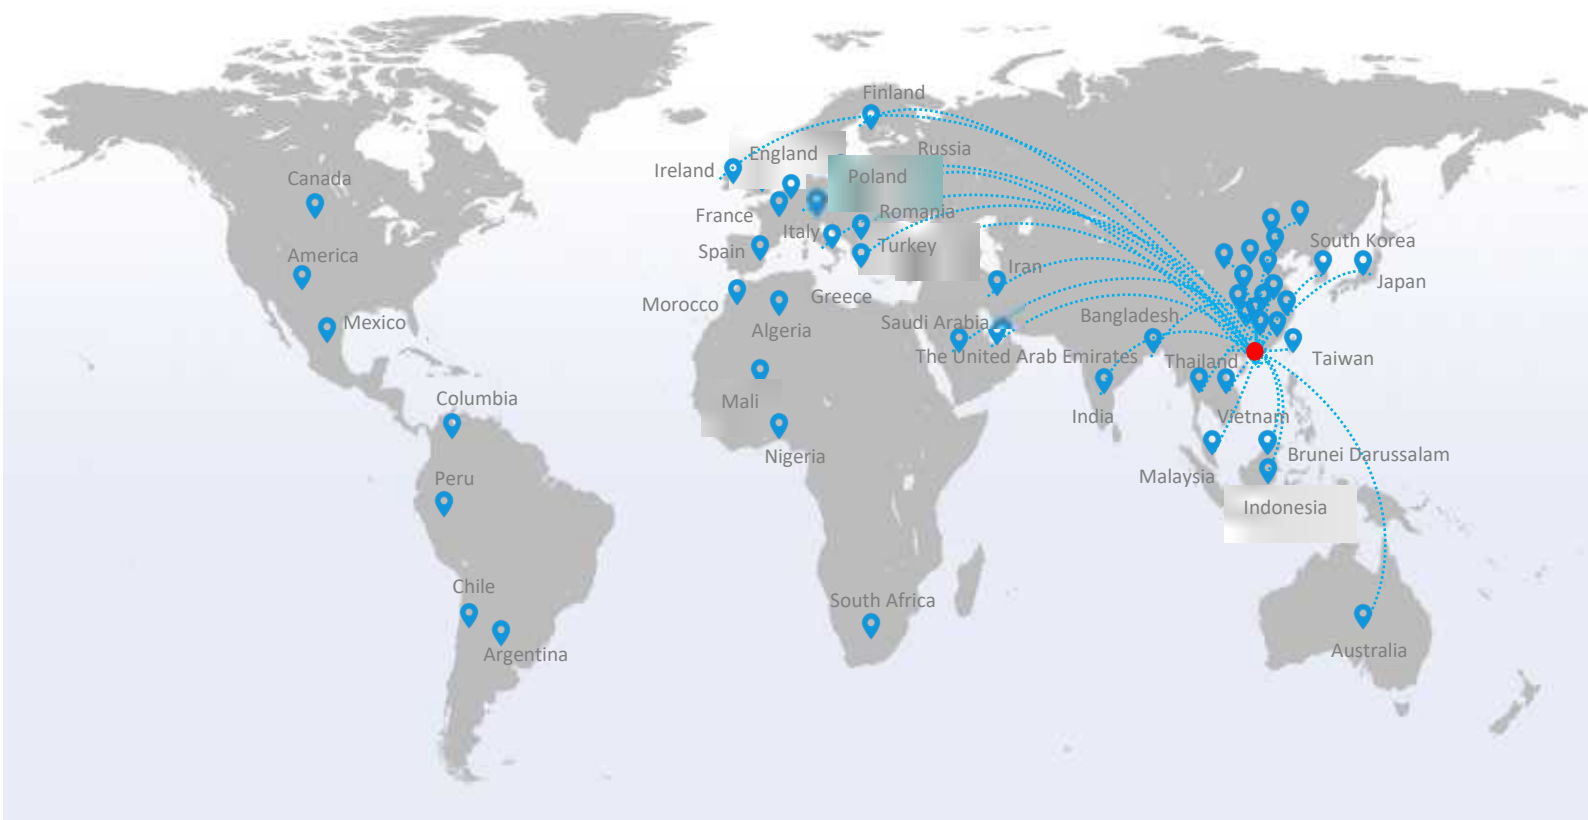 Finland
Russia
England
Ireland
Poland
Canada
France
Romania
Italy
Turkey
Spain
South Korea
America
Iran
Japan
Morocco
Greece
Algeria
Mexico
Saudi Arabia
Bangladesh
The United Arab Emirates
Thailand
Taiwan
Columbia
Mali
India
Vietnam
Nigeria
Brunei Darussalam
Malaysia
Peru
Indonesia
Chile
South Africa
Argentina
Australia